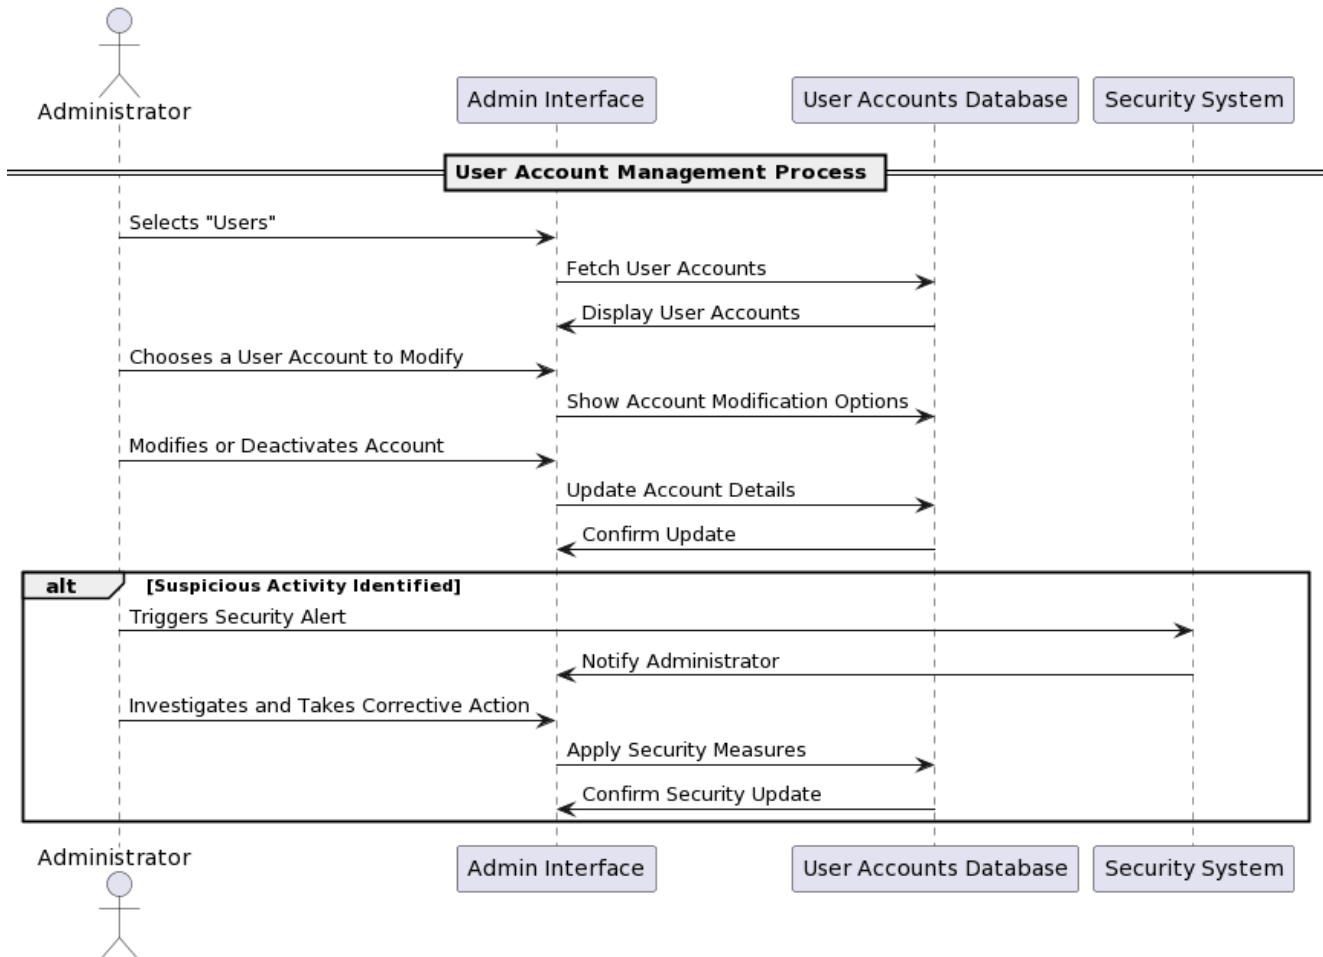 Administrator
Admin Interface
User Accounts Database
Security System
User Account Management Process
Selects "Users"
Fetch User Accounts
Display User Accounts
Chooses a User Account to Modify
Show Account Modification Options
Modifies or Deactivates Account
Update Account Details
Confirm Update
alt
[Suspicious Activity Identified]
Triggers Security Alert
Notify Administrator
Investigates and Takes Corrective Action
Apply Security Measures
Confirm Security Update
Administrator
Admin Interface
User Accounts Database
Security System